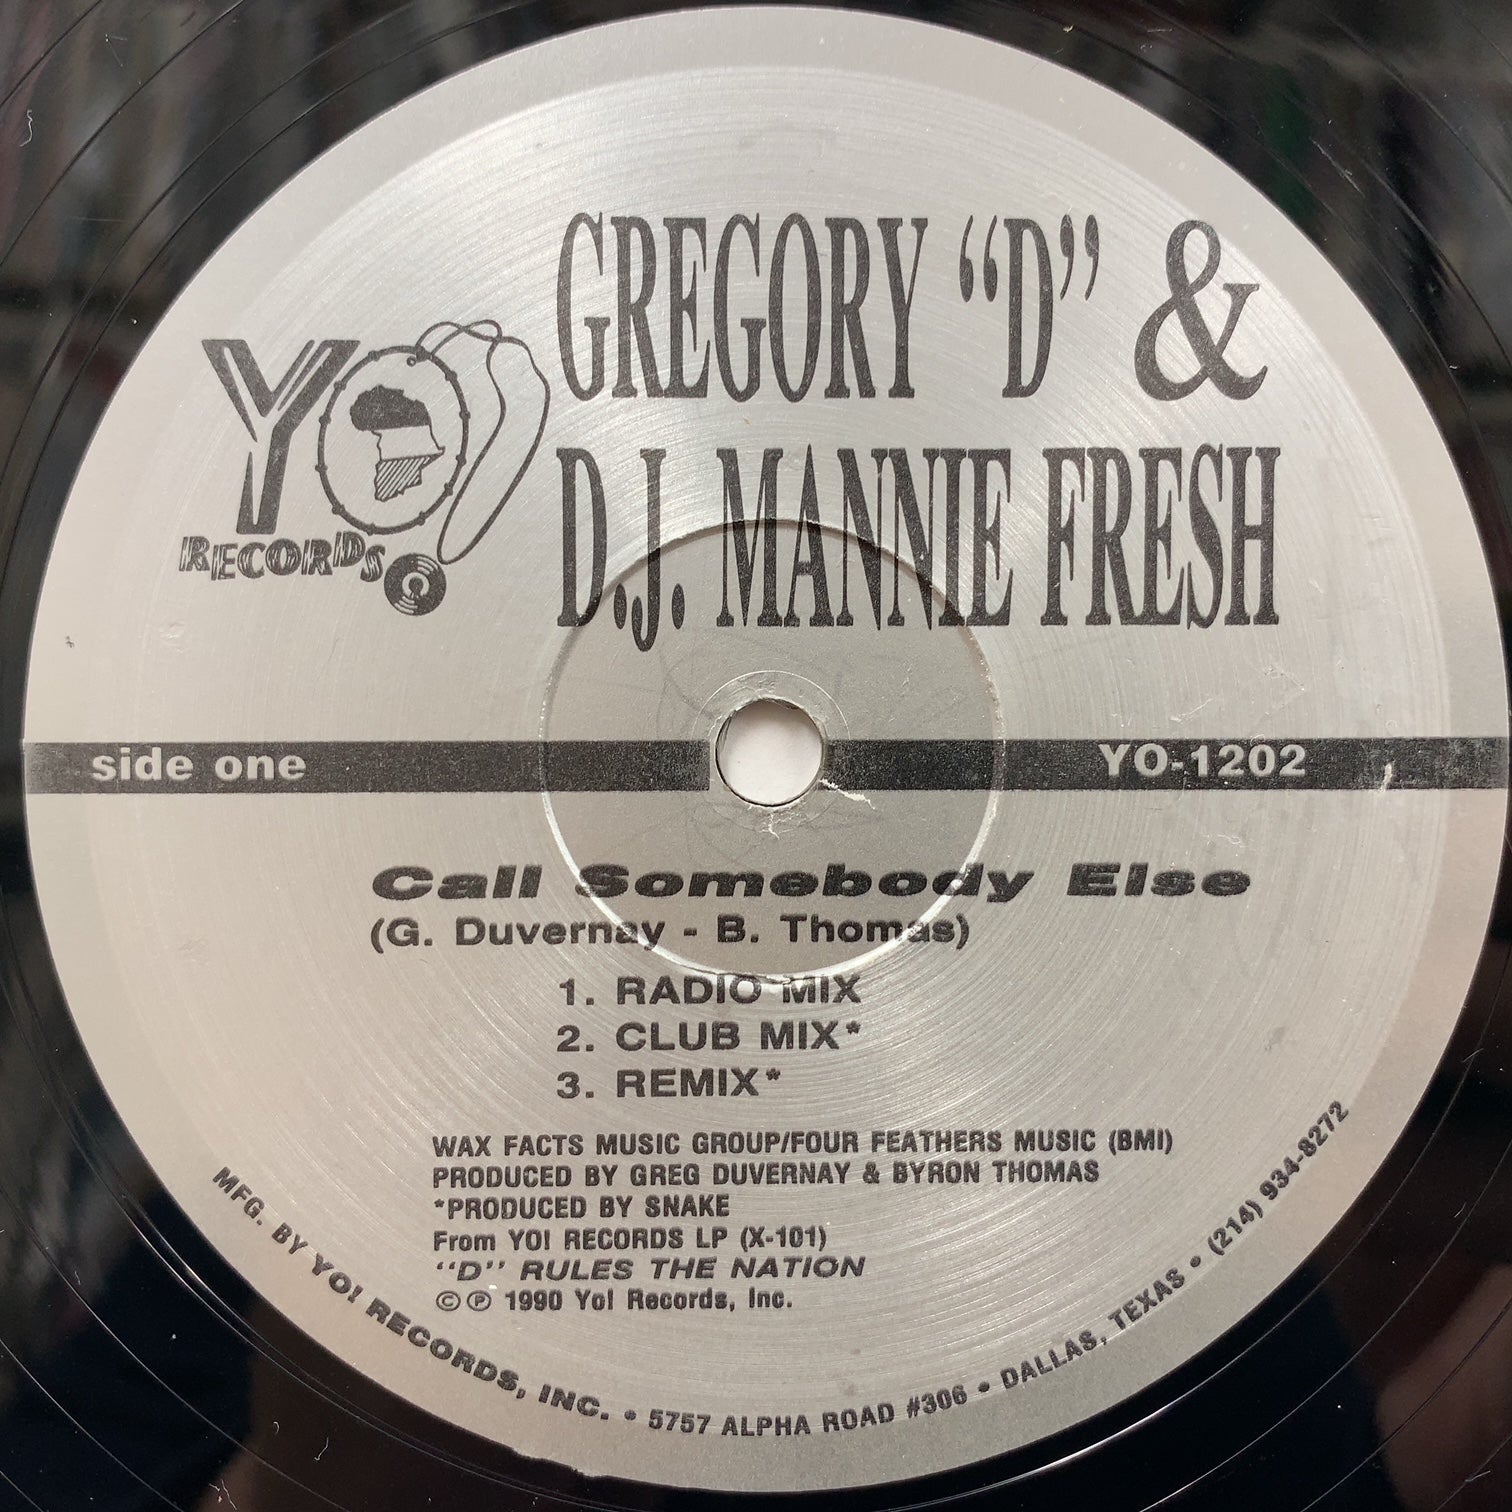 GREGORY “D” &
D.J. MANNIE FRESH
YO
RECORDS
side one
YO-1202
Call Somebody Else
(G. Duvernay - B. Thomas)
1. RADIO MIX
2. CLUB MIX*
3. REMIX*
WAX FACTS MUSIC GROUP/FOUR FEATHERS MUSIC (BMI)
PRODUCED BY GREG DUVERNAY & BYRON THOMAS
*PRODUCED BY SNAKE
From YO! RECORDS LP (X-101)
“D” RULES THE NATION
©℗ 1990 Yo! Records, Inc.
MFG. BY YO! RECORDS, INC. • 5757 ALPHA ROAD #306 • DALLAS, TEXAS • (214) 934-8272